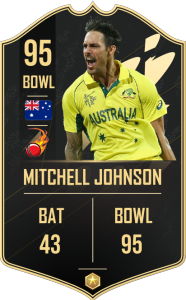 95
BOWL
AUSTRALIA
MITCHELL JOHNSON
BAT BOWL
43 95